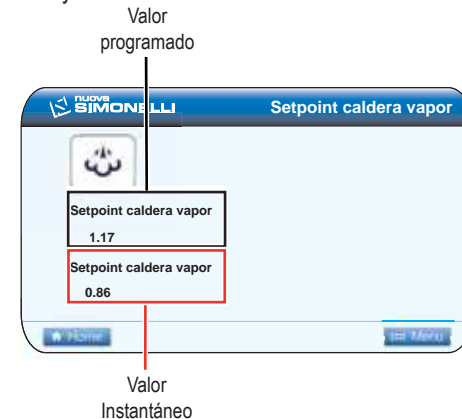 Valor
programado
nuova
SIMONELLI
Setpoint caldera vapor
Setpoint caldera vapor
1.17
Setpoint caldera vapor
0.86
Home
Menu
Valor
Instantáneo